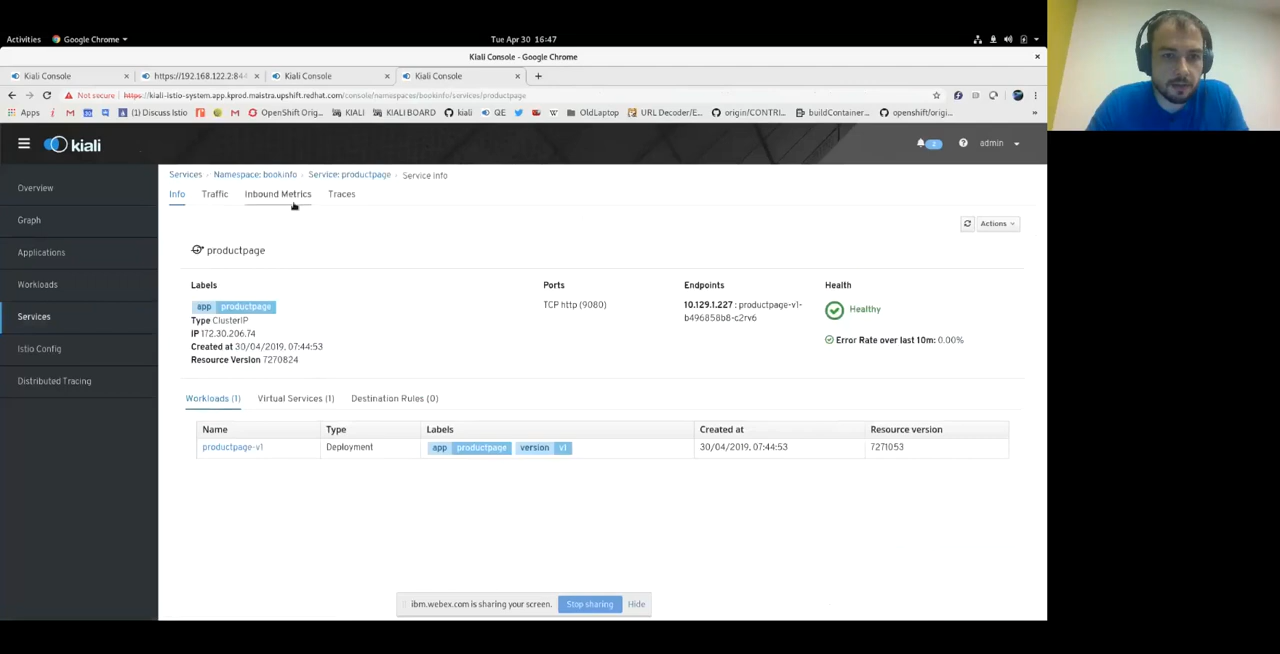 Activities Google Chrome Tue Apr 30 16:47
Kiali Console - Google Chrome
Kiali Console × https://192.168.122.2:844 × Kiali Console × Kiali Console × +
Not secure https://kiali-istio-system.app.kprod.maistra.upshift.redhat.com/console/namespaces/bookinfo/services/productpage
Apps (1) Discuss Istio OpenShift Orig... KIALI KIALI BOARD kiali QE OldLaptop URL Decoder/E... origin/CONTRI... buildContainer... openshift/origi... »
kiali 2 admin
Overview
Graph
Applications
Workloads
Services
Istio Config
Distributed Tracing
Services Namespace: bookinfo Service: productpage Service Info
Info Traffic Inbound Metrics Traces
Actions
productpage
Labels
app productpage
Type ClusterIP
IP 172.30.206.74
Created at 30/04/2019, 07:44:53
Resource Version 7270824
Ports
TCP http (9080)
Endpoints
10.129.1.227 : productpage-v1-
b496858b8-c2rv6
Health
Healthy
Error Rate over last 10m: 0.00%
Workloads (1) Virtual Services (1) Destination Rules (0)
Name Type Labels Created at Resource version
productpage-v1 Deployment app productpage version v1 30/04/2019, 07:44:53 7271053
ibm.webex.com is sharing your screen. Stop sharing Hide